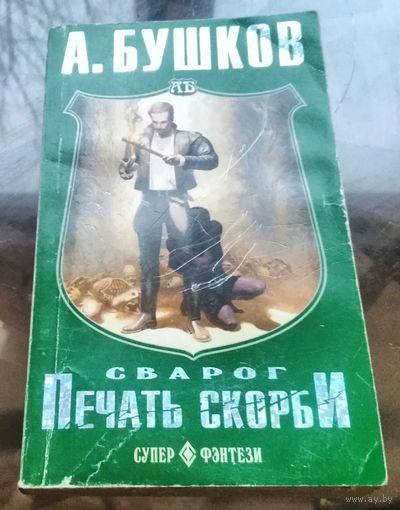 А. БУШКОВ
АБ
СВАРОГ
ПЕЧАТЬ СКОРБИ
СУПЕР ФЭНТЕЗИ
www.ay.by